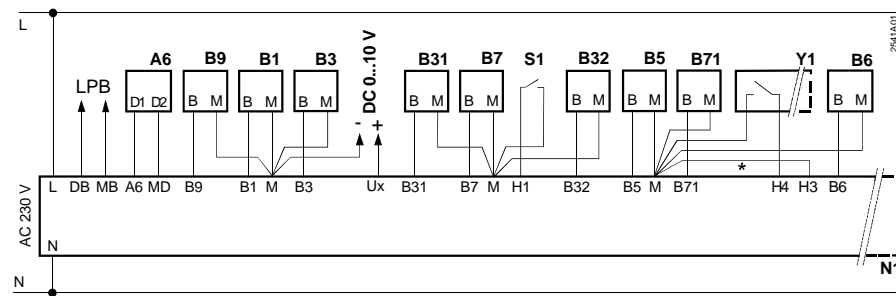 L
2541A01
A6 B9 B1 B3 DC 0...10 V B31 B7 S1 B32 B5 B71 Y1 B6
LPB
D1 D2 B M B M B M - + B M B M B M B M B M B M
L DB MB A6 MD B9 B1 M B3 Ux B31 B7 M H1 B32 B5 M B71 * H4 H3 B6
AC 230 V
N
N1
N